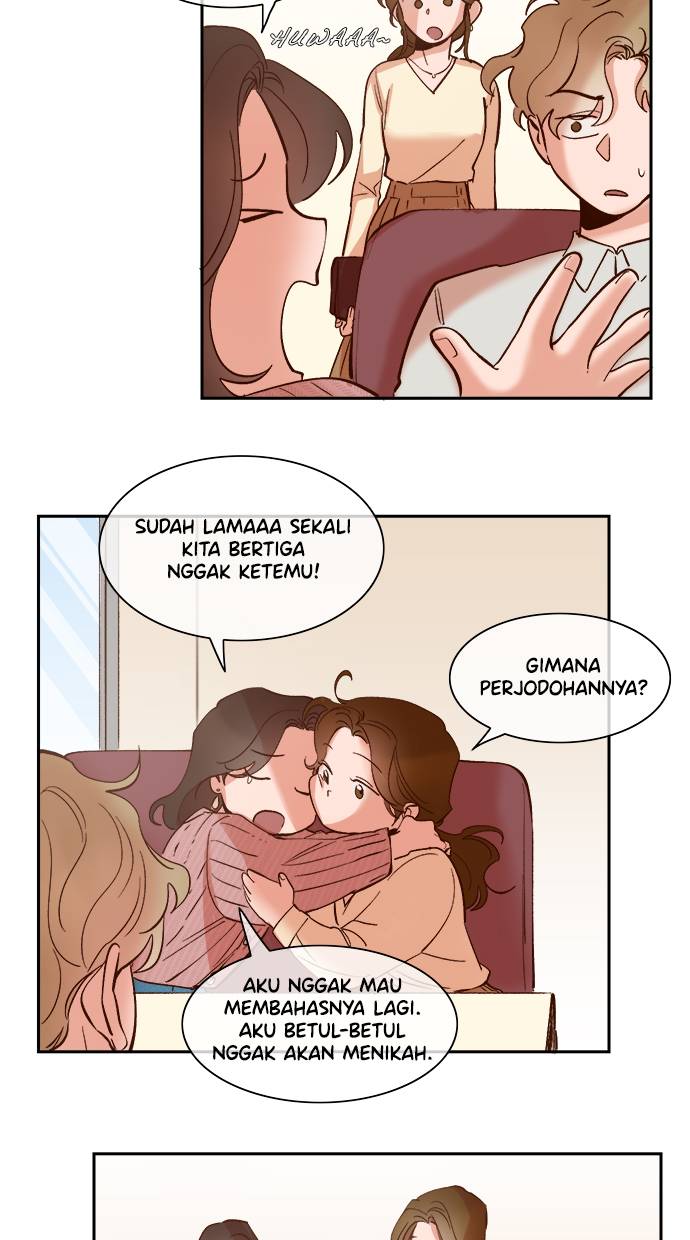 HUWAAA~
SUDAH LAMAAA SEKALI
KITA BERTIGA
NGGAK KETEMU!
GIMANA
PERJODOHANNYA?
AKU NGGAK MAU
MEMBAHASNYA LAGI.
AKU BETUL-BETUL
NGGAK AKAN MENIKAH.